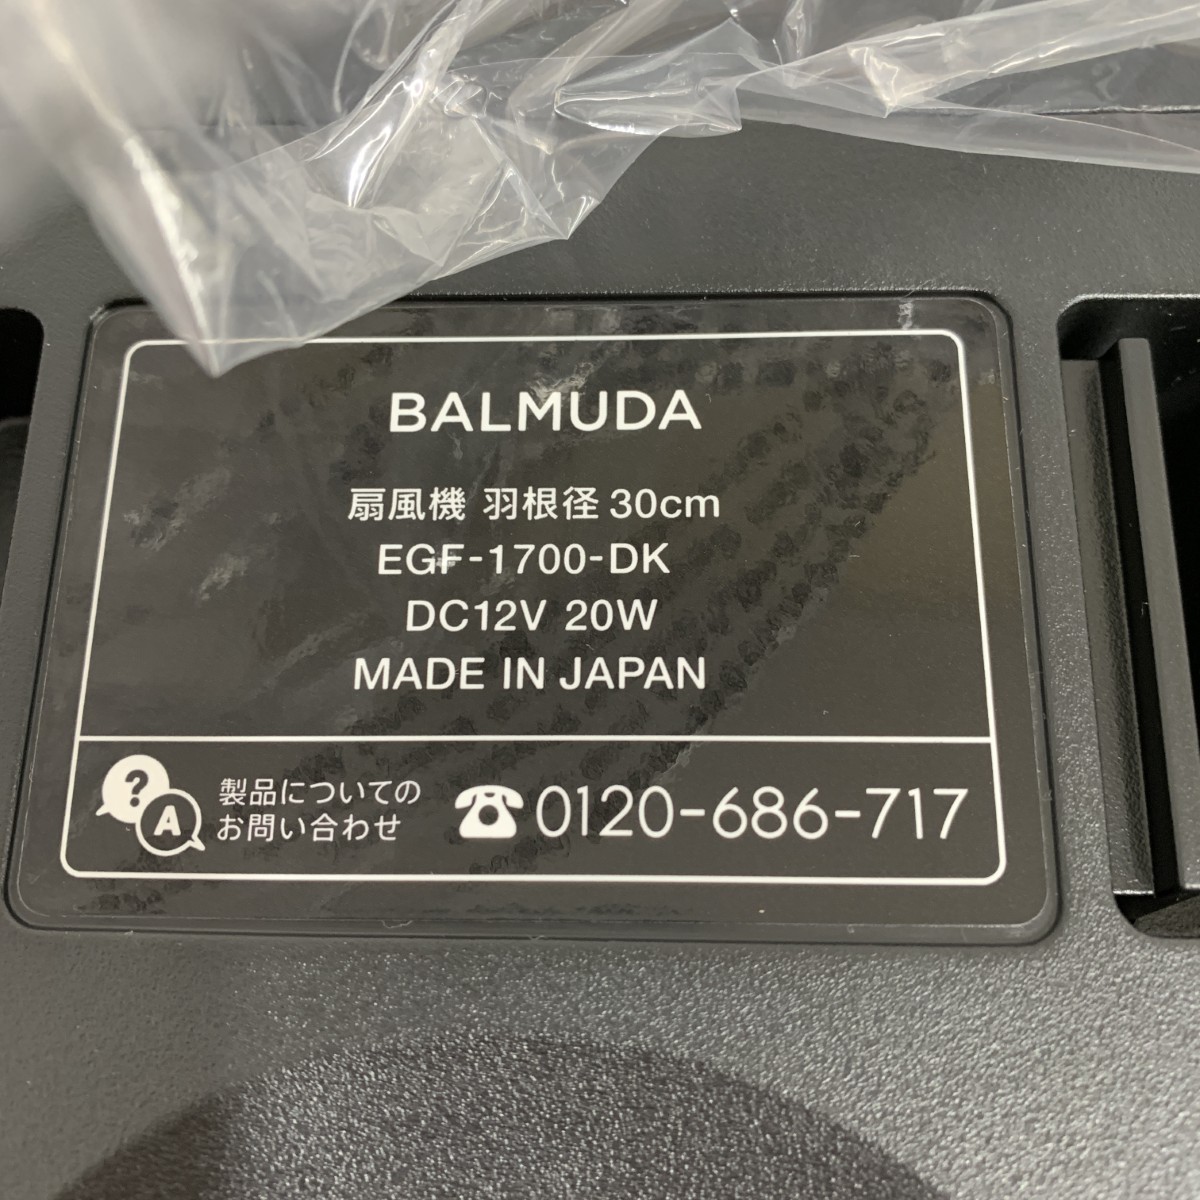 BALMUDA
扇風機 羽根径 30cm
EGF-1700-DK
DC12V 20W
MADE IN JAPAN
? A
製品についての
お問い合わせ
☎0120-686-717